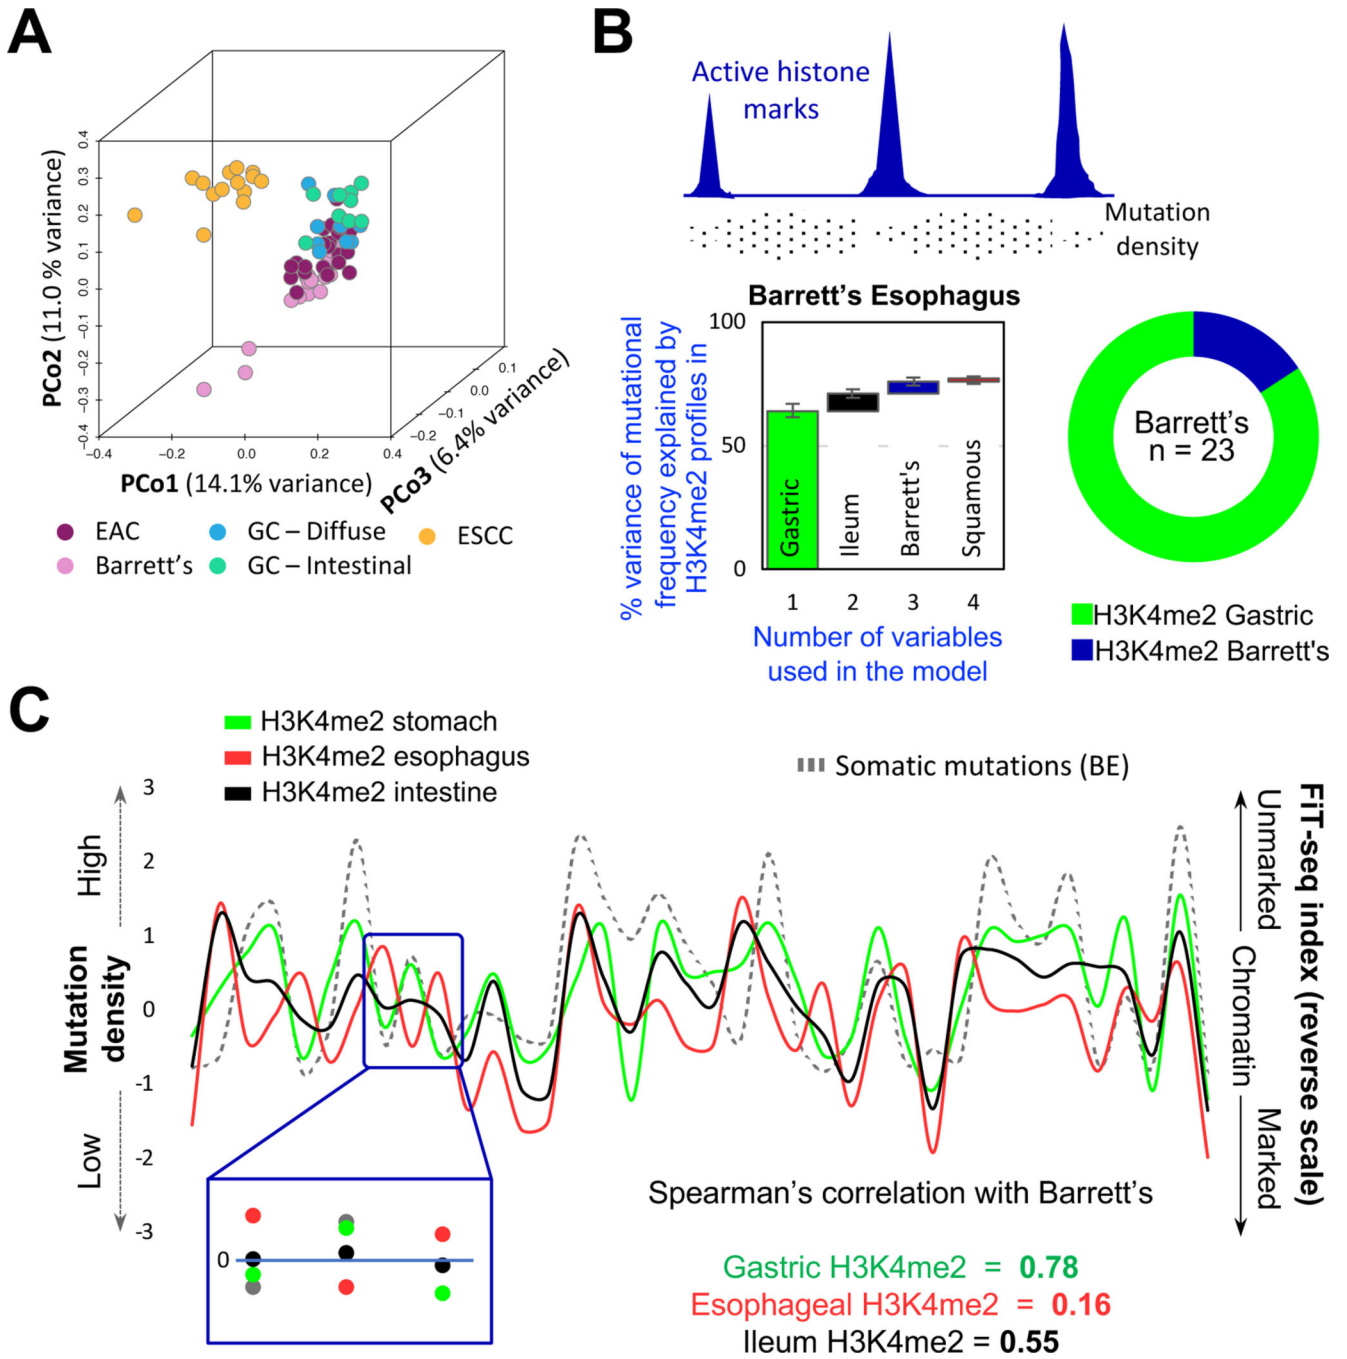 A
PCo2 (11.0 % variance)
0.4
0.3
0.2
0.1
0.0
−0.1
−0.2
−0.3
−0.4
−0.4
−0.2
0.0
0.2
0.4
PCo1 (14.1% variance)
−0.2
−0.1
0.0
0.1
PCo3 (6.4% variance)
EAC
GC – Diffuse
ESCC
Barrett's
GC – Intestinal
B
Active histone
marks
Mutation
density
Barrett's Esophagus
% variance of mutational
frequency explained by
H3K4me2 profiles in
100
50
0
Gastric
Ileum
Barrett's
Squamous
1 2 3 4
Number of variables
used in the model
Barrett's
n = 23
H3K4me2 Gastric
H3K4me2 Barrett's
C
H3K4me2 stomach
H3K4me2 esophagus
H3K4me2 intestine
Somatic mutations (BE)
High
Mutation
density
Low
3
2
1
0
-1
-2
-3
Unmarked
Chromatin
Marked
FiT-seq index (reverse scale)
0
Spearman's correlation with Barrett's
Gastric H3K4me2 = 0.78
Esophageal H3K4me2 = 0.16
Ileum H3K4me2 = 0.55